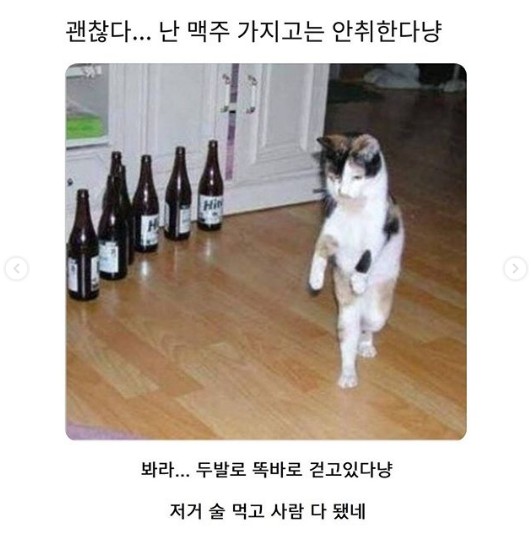 괜찮다... 난 맥주 가지고는 안취한다냥
Hite
봐라... 두발로 똑바로 걷고있다냥
저거 술 먹고 사람 다 됐네